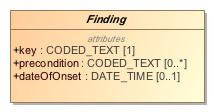 Finding
attributes
+key : CODED_TEXT [1]
+precondition : CODED_TEXT [0..*]
+dateOfOnset : DATE_TIME [0..1]